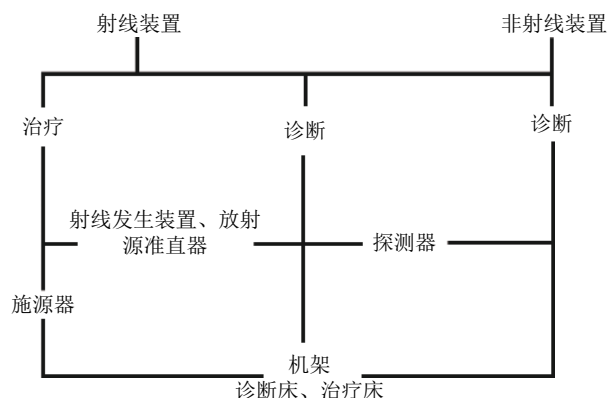 射线装置
非射线装置
治疗
诊断
诊断
射线发生装置、放射
源准直器
探测器
施源器
机架
诊断床、治疗床